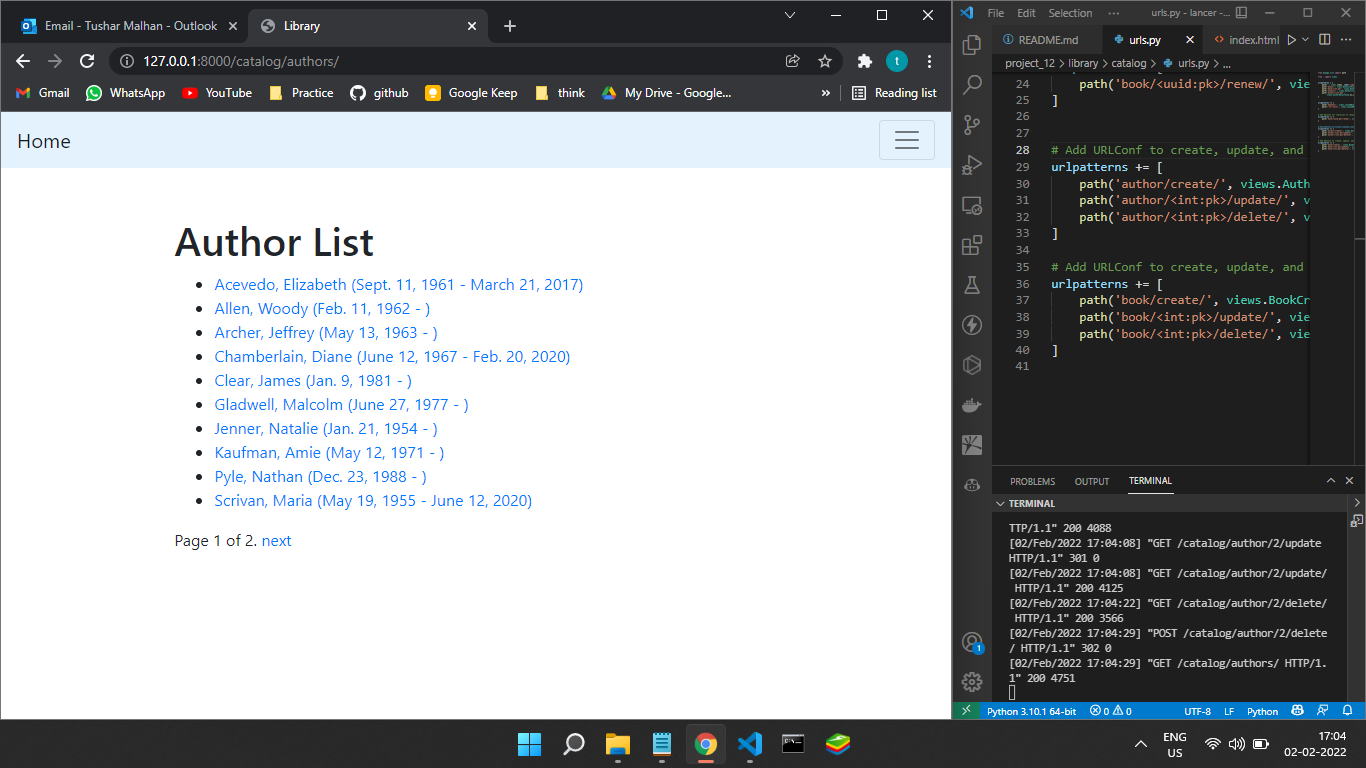 Email - Tushar Malhan - Outlook
Library
127.0.0.1:8000/catalog/authors/
t
Gmail
WhatsApp
YouTube
Practice
github
Google Keep
think
My Drive - Google...
»
Reading list
Home
Author List
Acevedo, Elizabeth (Sept. 11, 1961 - March 21, 2017)
Allen, Woody (Feb. 11, 1962 - )
Archer, Jeffrey (May 13, 1963 - )
Chamberlain, Diane (June 12, 1967 - Feb. 20, 2020)
Clear, James (Jan. 9, 1981 - )
Gladwell, Malcolm (June 27, 1977 - )
Jenner, Natalie (Jan. 21, 1954 - )
Kaufman, Amie (May 12, 1971 - )
Pyle, Nathan (Dec. 23, 1988 - )
Scrivan, Maria (May 19, 1955 - June 12, 2020)
Page 1 of 2. next
File Edit Selection ··· urls.py - lancer -
README.md urls.py index.html
project_12 > library > catalog > urls.py > ...
24 path('book/<uuid:pk>/renew/', vie
25 ]
26
27
28 # Add URLConf to create, update, and
29 urlpatterns += [
30 path('author/create/', views.Auth
31 path('author/<int:pk>/update/', v
32 path('author/<int:pk>/delete/', v
33 ]
34
35 # Add URLConf to create, update, and
36 urlpatterns += [
37 path('book/create/', views.BookCr
38 path('book/<int:pk>/update/', vie
39 path('book/<int:pk>/delete/', vie
40 ]
41
PROBLEMS OUTPUT TERMINAL
TERMINAL
TTP/1.1" 200 4088
[02/Feb/2022 17:04:08] "GET /catalog/author/2/update
HTTP/1.1" 301 0
[02/Feb/2022 17:04:08] "GET /catalog/author/2/update/
HTTP/1.1" 200 4125
[02/Feb/2022 17:04:22] "GET /catalog/author/2/delete/
HTTP/1.1" 200 3566
[02/Feb/2022 17:04:29] "POST /catalog/author/2/delete
/ HTTP/1.1" 302 0
[02/Feb/2022 17:04:29] "GET /catalog/authors/ HTTP/1.
1" 200 4751
1
Python 3.10.1 64-bit 0 0 UTF-8 LF Python
ENG
US
17:04
02-02-2022